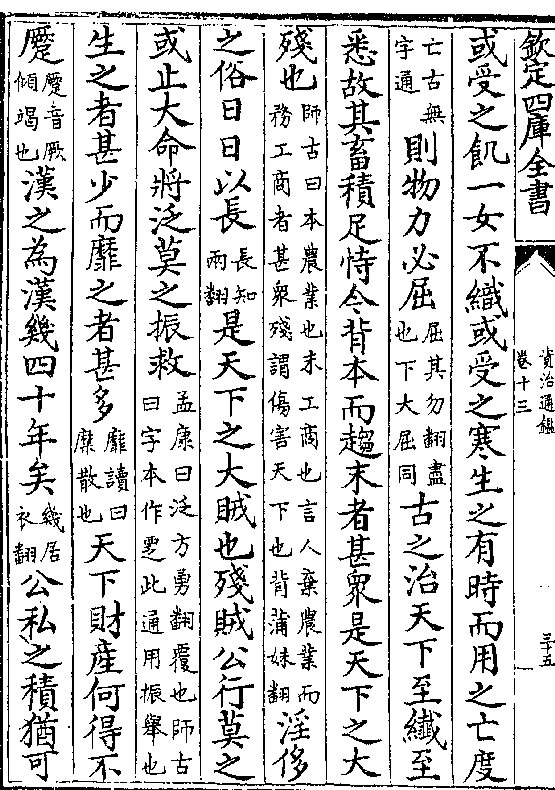 欽定四庫全書
資治通鑑
卷十三
三十五
或受之飢一女不織或受之寒生之有時而用之亡度
亡古無
字通
則物力必屈
屈其勿翻盡
也下大屈同
古之治天下至纖至
悉故其畜積足恃今背本而趨末者甚衆是天下之大
殘也
師古曰本農業也末工商也言人棄農業而
務工商者甚衆殘謂傷害天下也背蒲妹翻
淫侈
之俗日日以長
長知
兩翻
是天下之大賊也殘賊公行莫之
或止大命將泛莫之振救
孟康曰泛方勇翻覆也師古
曰字本作覂此通用振舉也
生之者甚少而靡之者甚多
靡讀曰
糜散也
天下財產何得不
蹷
蹷音厥
傾竭也
漢之為漢幾四十年矣
幾居
衣翻
公私之積猶可